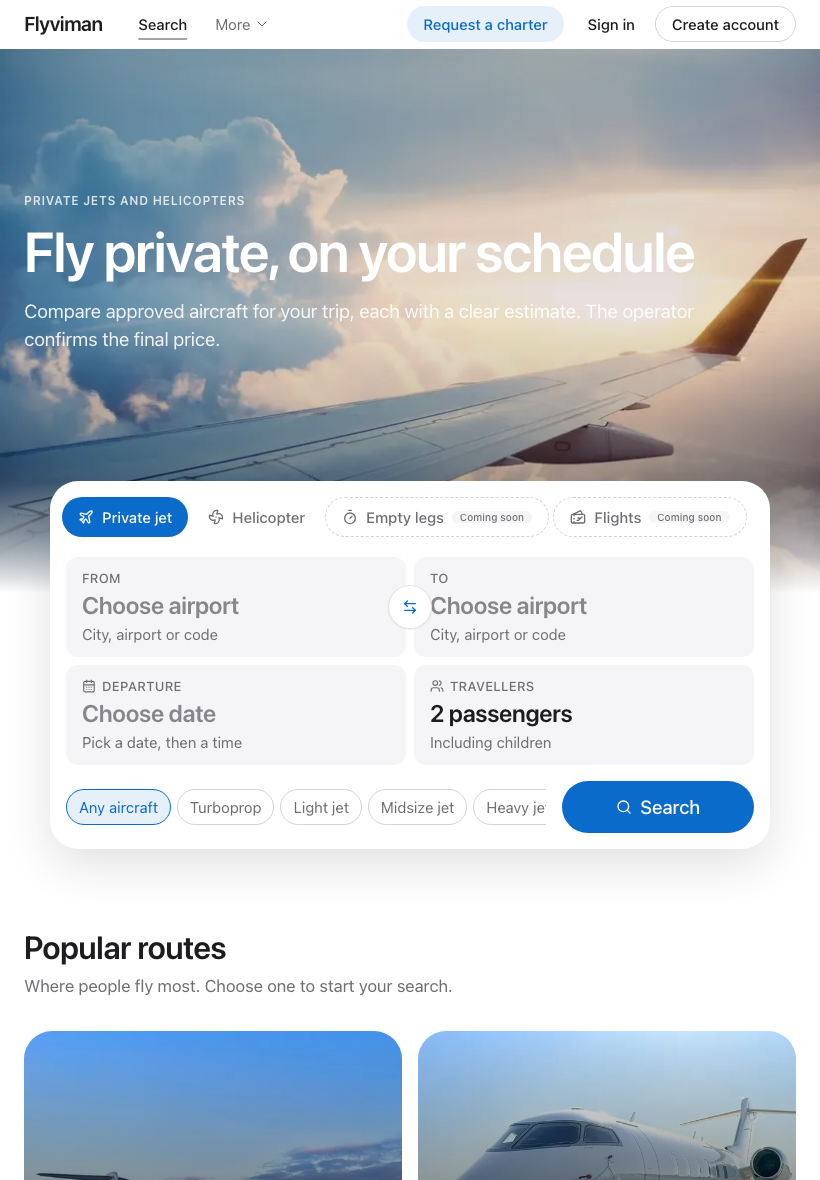 Flyviman
Search
More
Request a charter
Sign in
Create account
PRIVATE JETS AND HELICOPTERS
Fly private, on your schedule
Compare approved aircraft for your trip, each with a clear estimate. The operator
confirms the final price.
Private jet
Helicopter
Empty legs Coming soon
Flights Coming soon
FROM
Choose airport
City, airport or code
TO
Choose airport
City, airport or code
DEPARTURE
Choose date
Pick a date, then a time
TRAVELLERS
2 passengers
Including children
Any aircraft
Turboprop
Light jet
Midsize jet
Heavy je
Search
Popular routes
Where people fly most. Choose one to start your search.